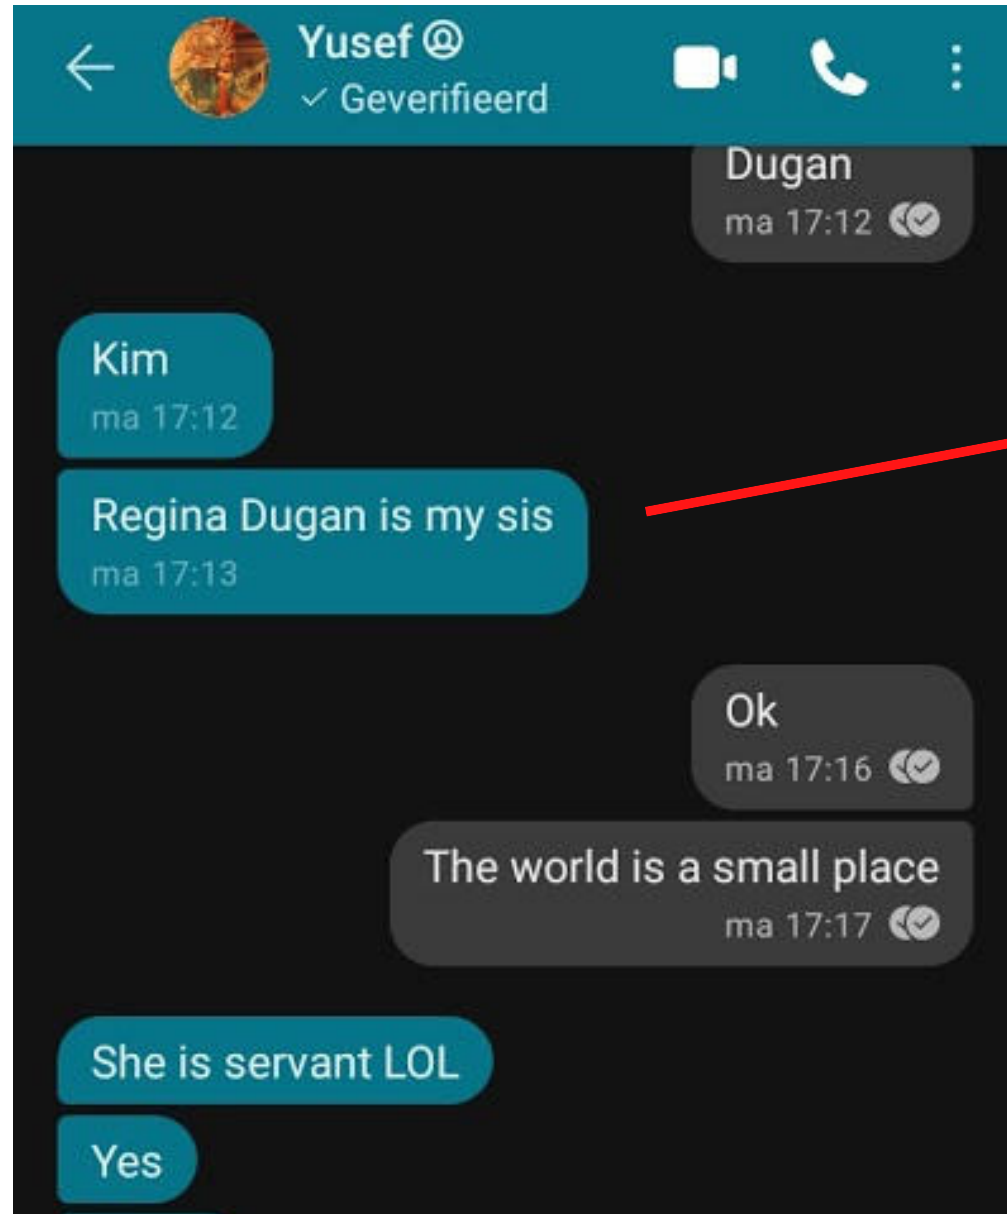 Yusef
Geverifieerd
Dugan
ma 17:12
Kim
ma 17:12
Regina Dugan is my sis
ma 17:13
Ok
ma 17:16
The world is a small place
ma 17:17
She is servant LOL
Yes